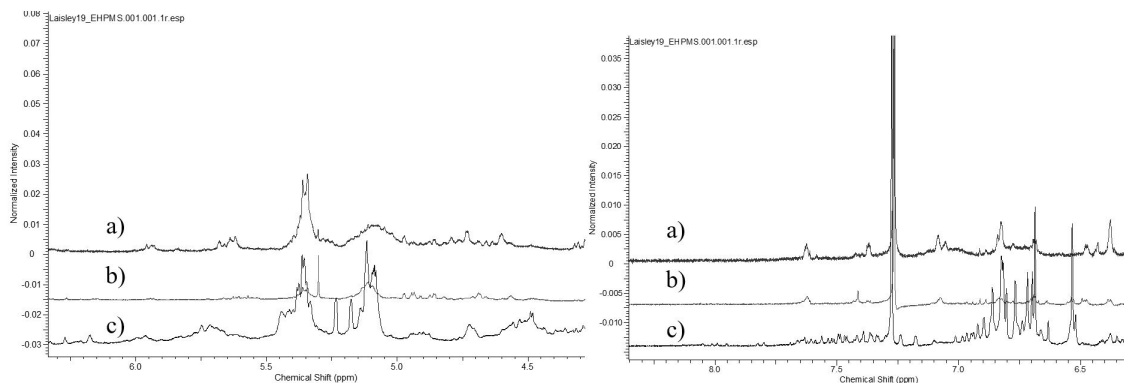 Laisley19_EHPMS.001.001.1r.esp
0.08
0.07
0.06
0.05
0.04
0.03
0.02
0.01
0
-0.01
-0.02
-0.03
Normalized Intensity
a)
b)
c)
6.0
5.5
5.0
4.5
Chemical Shift (ppm)
Laisley19_EHPMS.001.001.1r.esp
0.035
0.030
0.025
0.020
0.015
0.010
0.005
0
-0.005
-0.010
Normalized Intensity
a)
b)
c)
8.0
7.5
7.0
6.5
Chemical Shift (ppm)